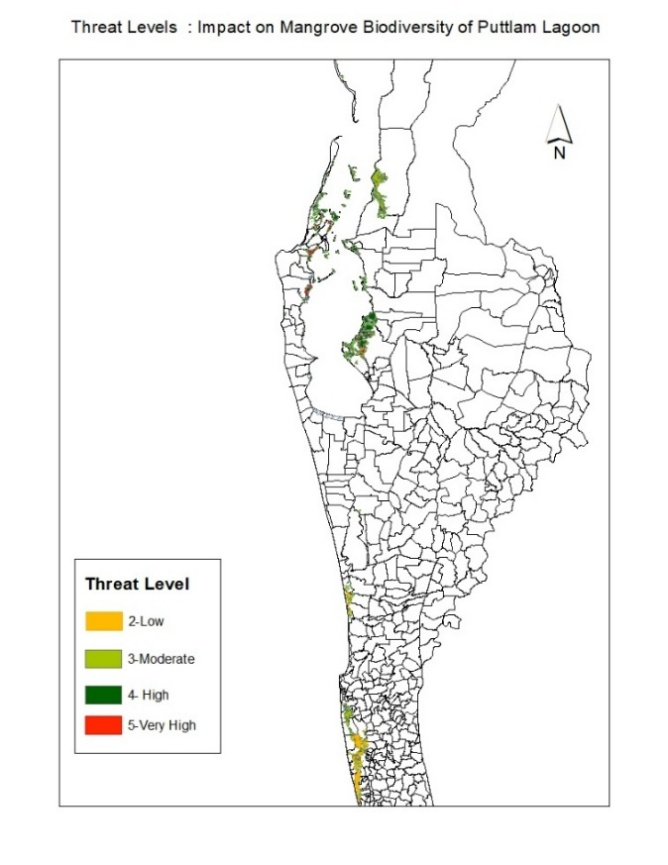 Threat Levels : Impact on Mangrove Biodiversity of Puttlam Lagoon
N
Threat Level
2-Low
3-Moderate
4- High
5-Very High